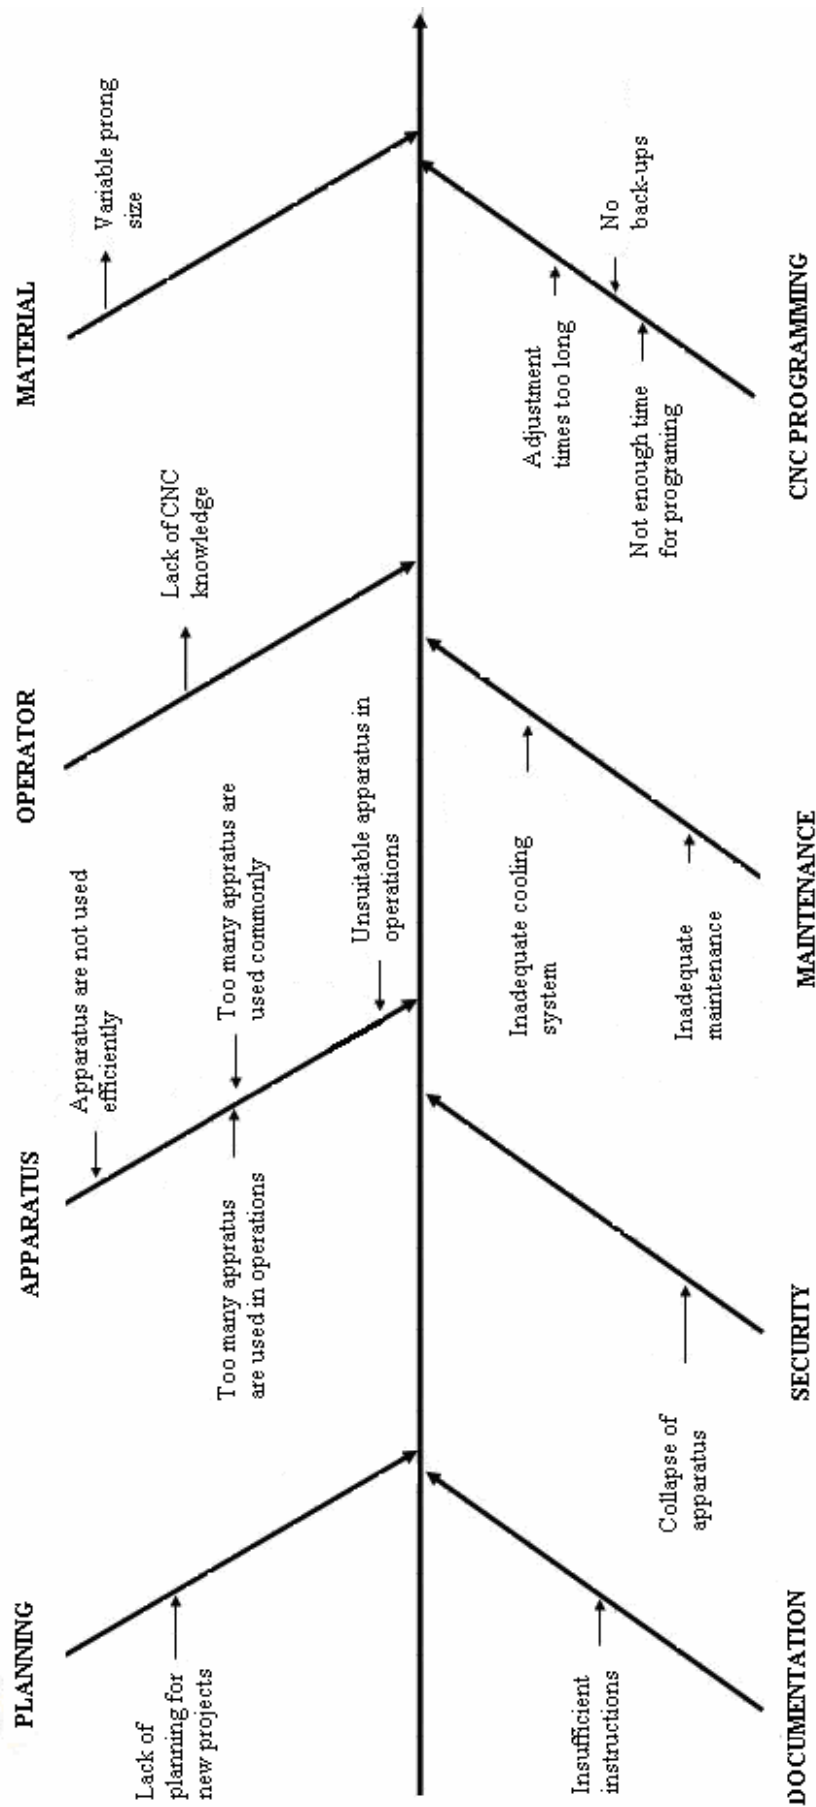 PLANNING
APPARATUS
OPERATOR
MATERIAL
Lack of
planning for
new projects
Apparatus are not used
efficiently
Too many appratus
are used in operations
Too many appratus are
used commonly
Unsuitable apparatus in
operations
Lack of CNC
knowledge
Variable prong
size
Insufficient
instructions
Collapse of
apparatus
Inadequate cooling
system
Inadequate
maintenance
Adjustment
times too long
No
back-ups
Not enough time
for programing
DOCUMENTATION
SECURITY
MAINTENANCE
CNC PROGRAMMING